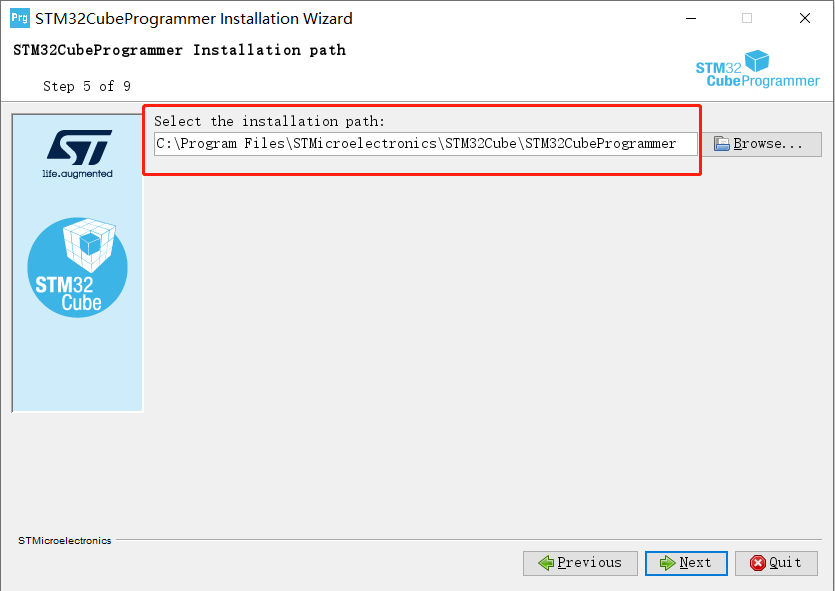 Prg STM32CubeProgrammer Installation Wizard
STM32CubeProgrammer Installation path
Step 5 of 9
STM32
CubeProgrammer
ST
life.augmented
STM32
Cube
Select the installation path:
C:\Program Files\STMicroelectronics\STM32Cube\STM32CubeProgrammer
Browse...
STMicroelectronics
Previous
Next
Quit